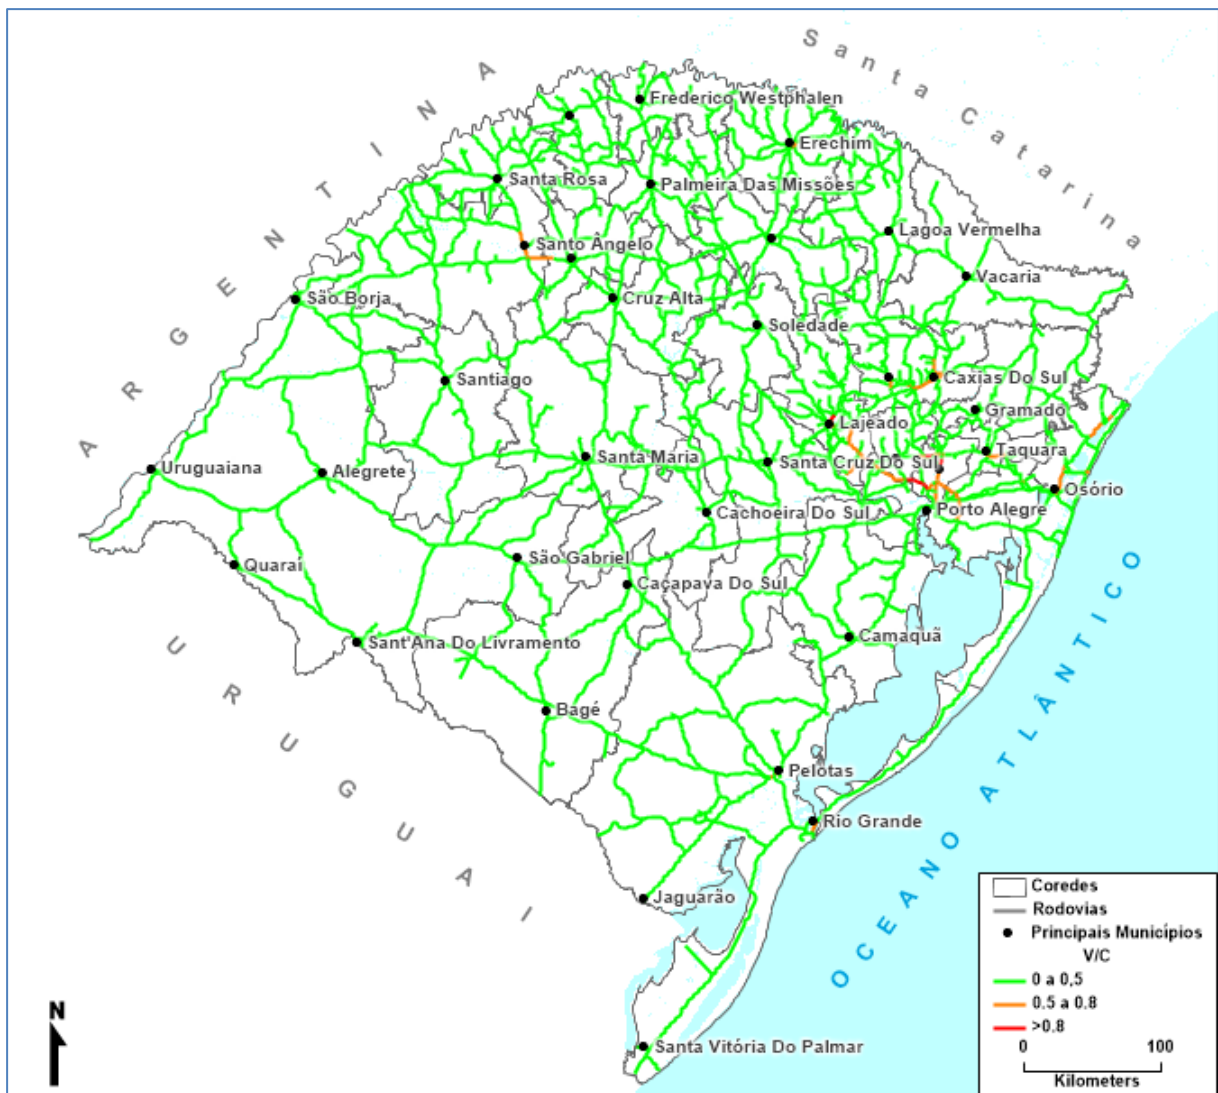 Santa Catarina
ARGENTINA
Frederico Westphalen
Erechim
Santa Rosa
Palmeira Das Missões
Santo Ângelo
Lagoa Vermelha
Vacaria
São Borja
Cruz Alta
Soledade
Santiago
Caxias Do Sul
Gramado
Lajeado
Taquara
Uruguaiana
Alegrete
Santa Maria
Santa Cruz Do Sul
Osório
Cachoeira Do Sul
Porto Alegre
Quaraí
São Gabriel
Caçapava Do Sul
Sant'Ana Do Livramento
Camaquã
URUGUAI
Bagé
Pelotas
Rio Grande
OCEANO ATLÂNTICO
Jaguarão
Santa Vitória Do Palmar
N
Coredes
Rodovias
Principais Municípios
V/C
0 a 0,5
0.5 a 0.8
>0.8
0 100
Kilometers